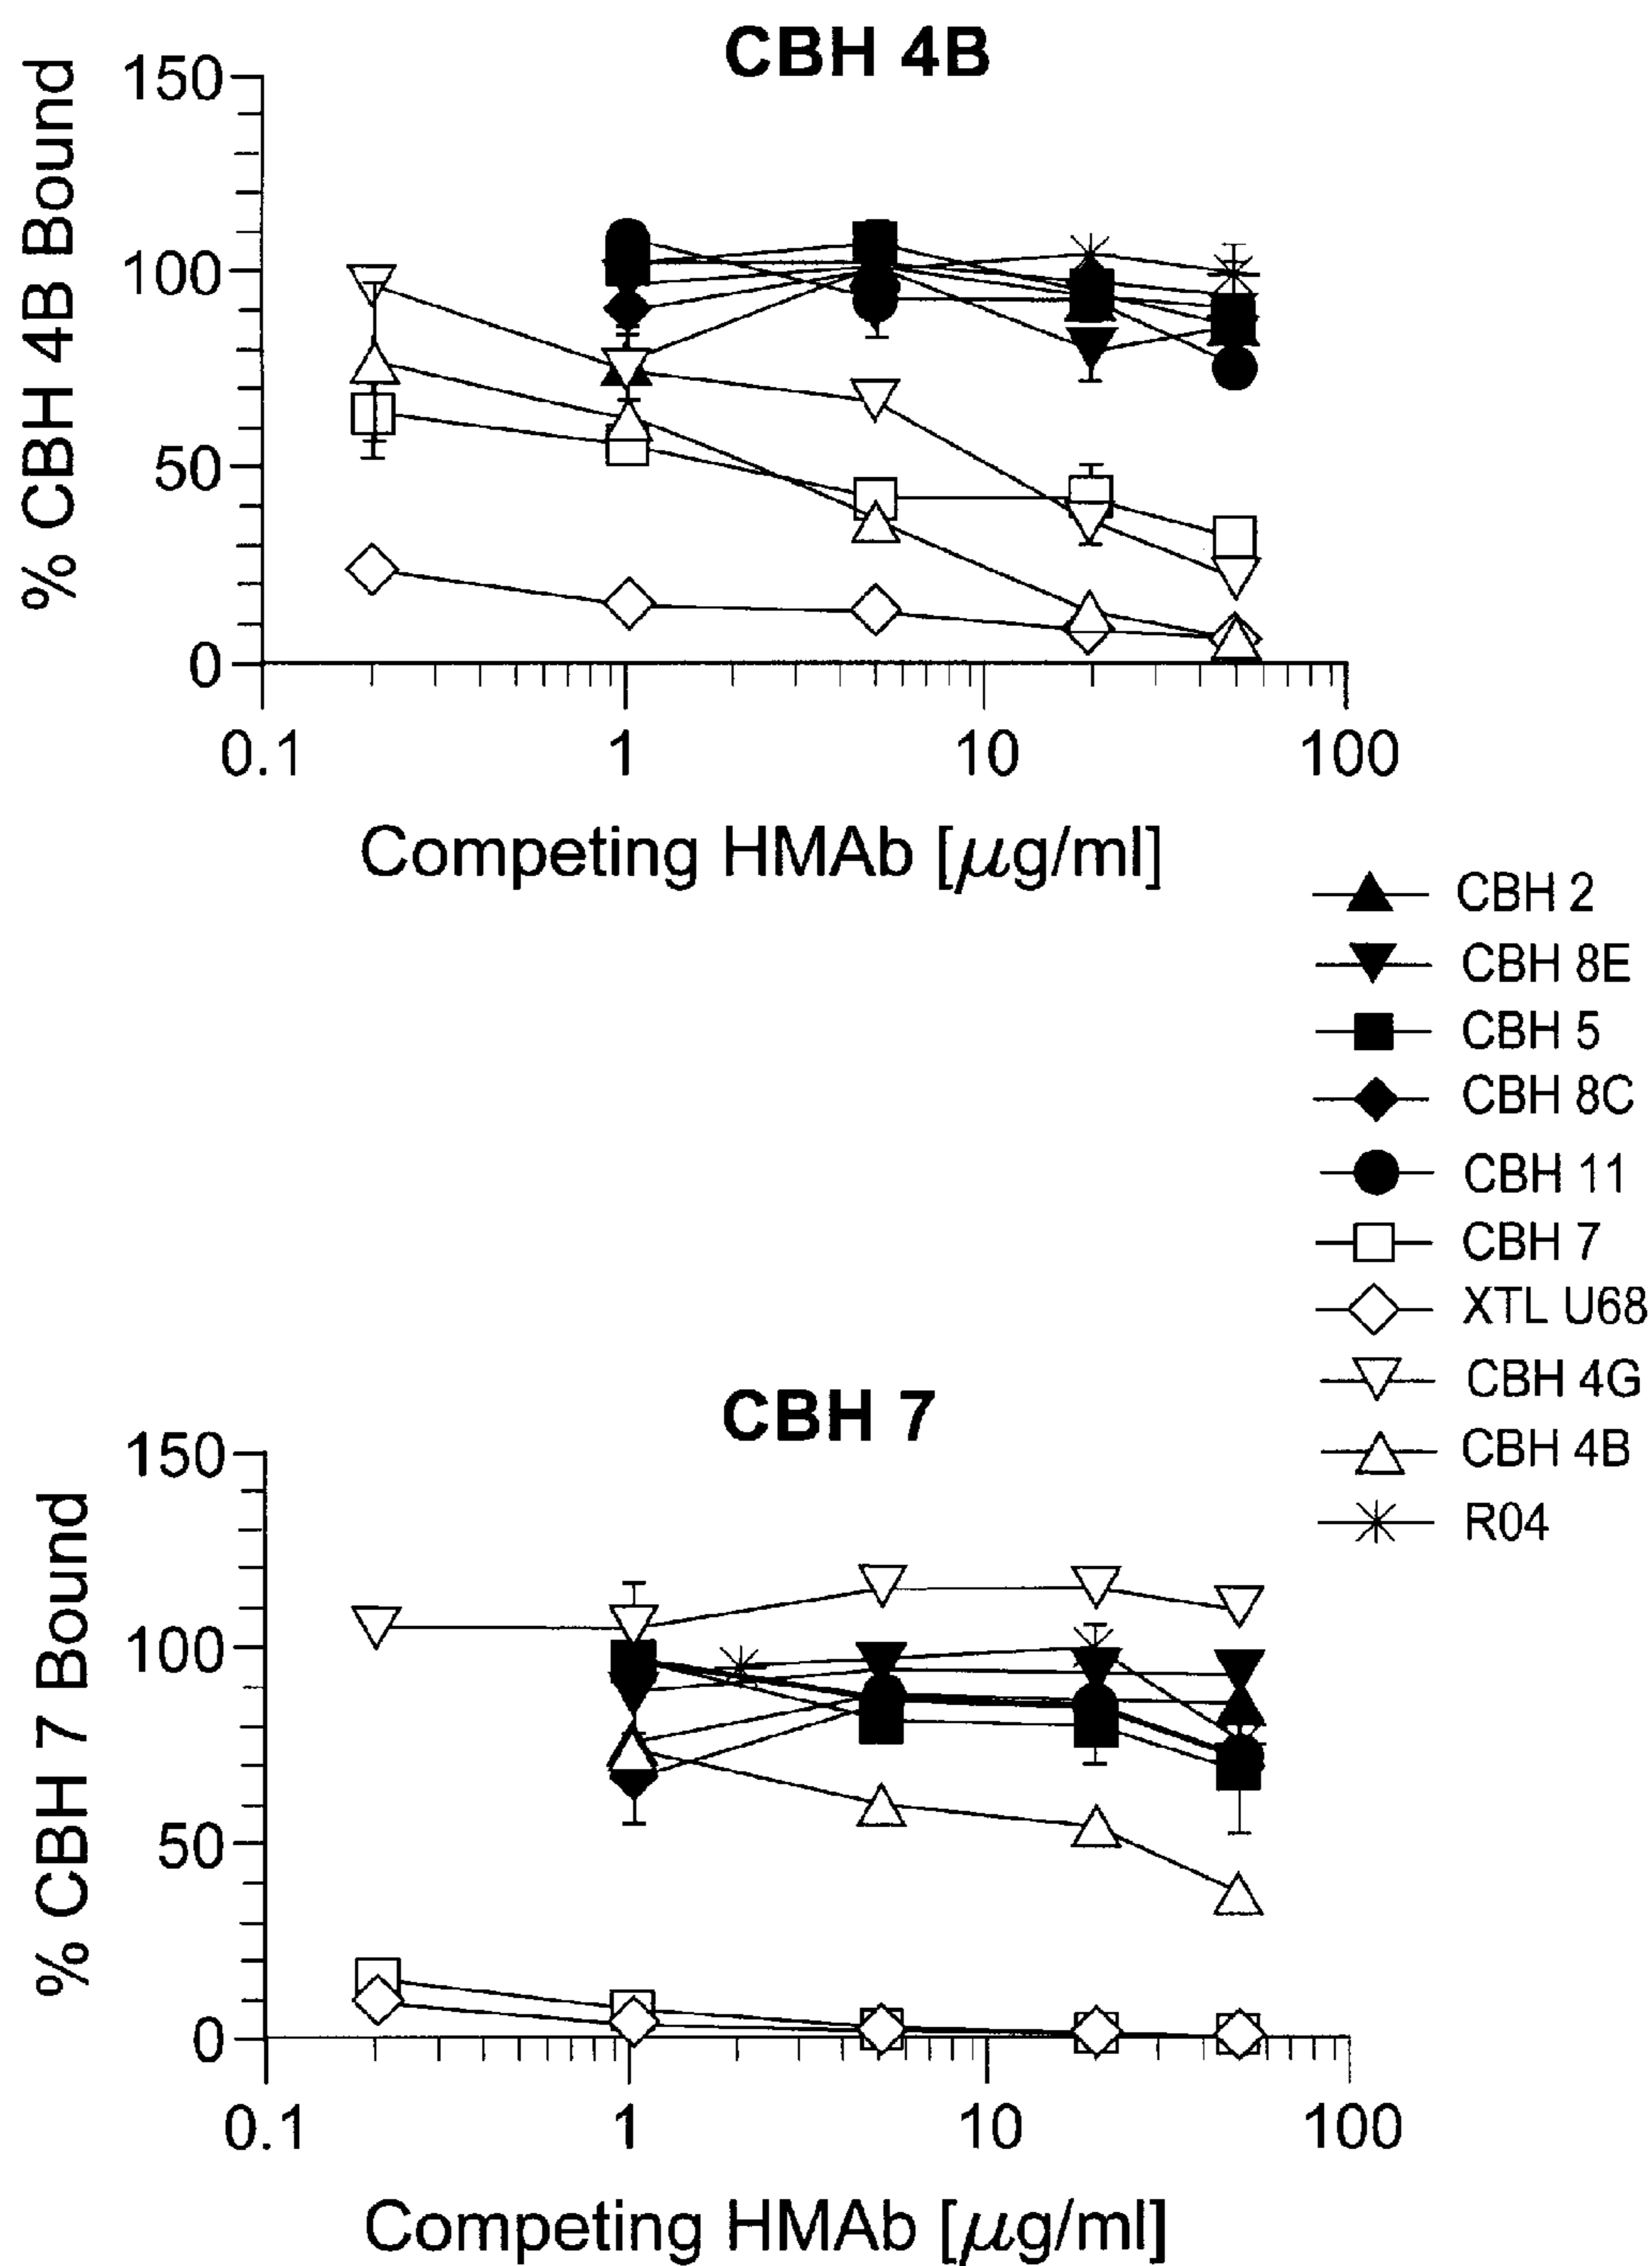 CBH 4B
% CBH 4B Bound
150
100
50
0
0.1 1 10 100
Competing HMAb [μg/ml]
CBH 2
CBH 8E
CBH 5
CBH 8C
CBH 11
CBH 7
XTL U68
CBH 4G
CBH 4B
R04
CBH 7
% CBH 7 Bound
150
100
50
0
0.1 1 10 100
Competing HMAb [μg/ml]